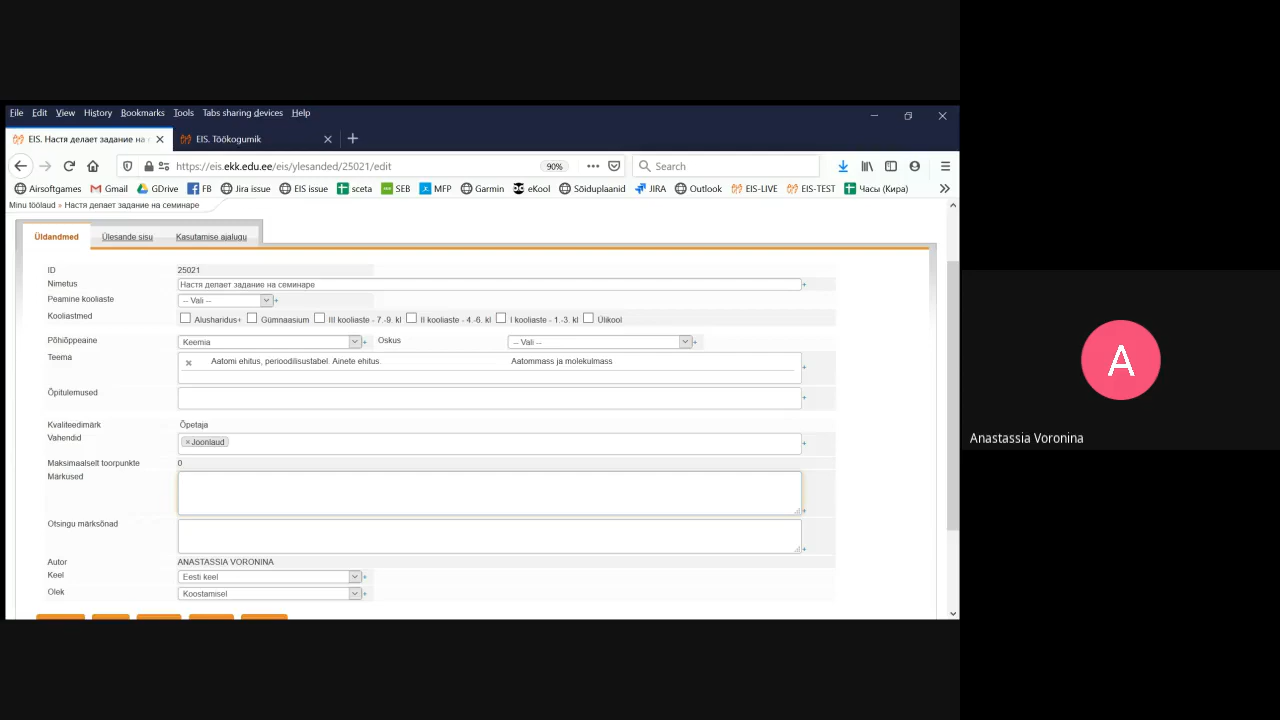 File Edit View History Bookmarks Tools Tabs sharing devices Help
EIS. Настя делает задание на EIS. Töökogumik
https://eis.ekk.edu.ee/eis/ylesanded/25021/edit 90% Search
Airsoftgames Gmail GDrive FB Jira issue EIS issue sceta SEB MFP Garmin eKool Sõiduplaanid JIRA Outlook EIS-LIVE EIS-TEST Часы (Кира)
Minu töölaud » Настя делает задание на семинаре
Üldandmed Ülesande sisu Kasutamise ajalugu
ID 25021
Nimetus Настя делает задание на семинаре
Peamine kooliaste -- Vali --
Kooliastmed Alusharidus Gümnaasium III kooliaste - 7.-9. kl II kooliaste - 4.-6. kl I kooliaste - 1.-3. kl Ülikool
Põhiõppeaine Keemia Oskus -- Vali --
Teema Aatomi ehitus, perioodilisustabel. Ainete ehitus. Aatommass ja molekulmass
Õpitulemused
Kvaliteedimärk Õpetaja
Vahendid ×Joonlaud
Maksimaalselt toorpunkte 0
Märkused
Otsingu märksõnad
Autor ANASTASSIA VORONINA
Keel Eesti keel
Olek Koostamisel
A
Anastassia Voronina